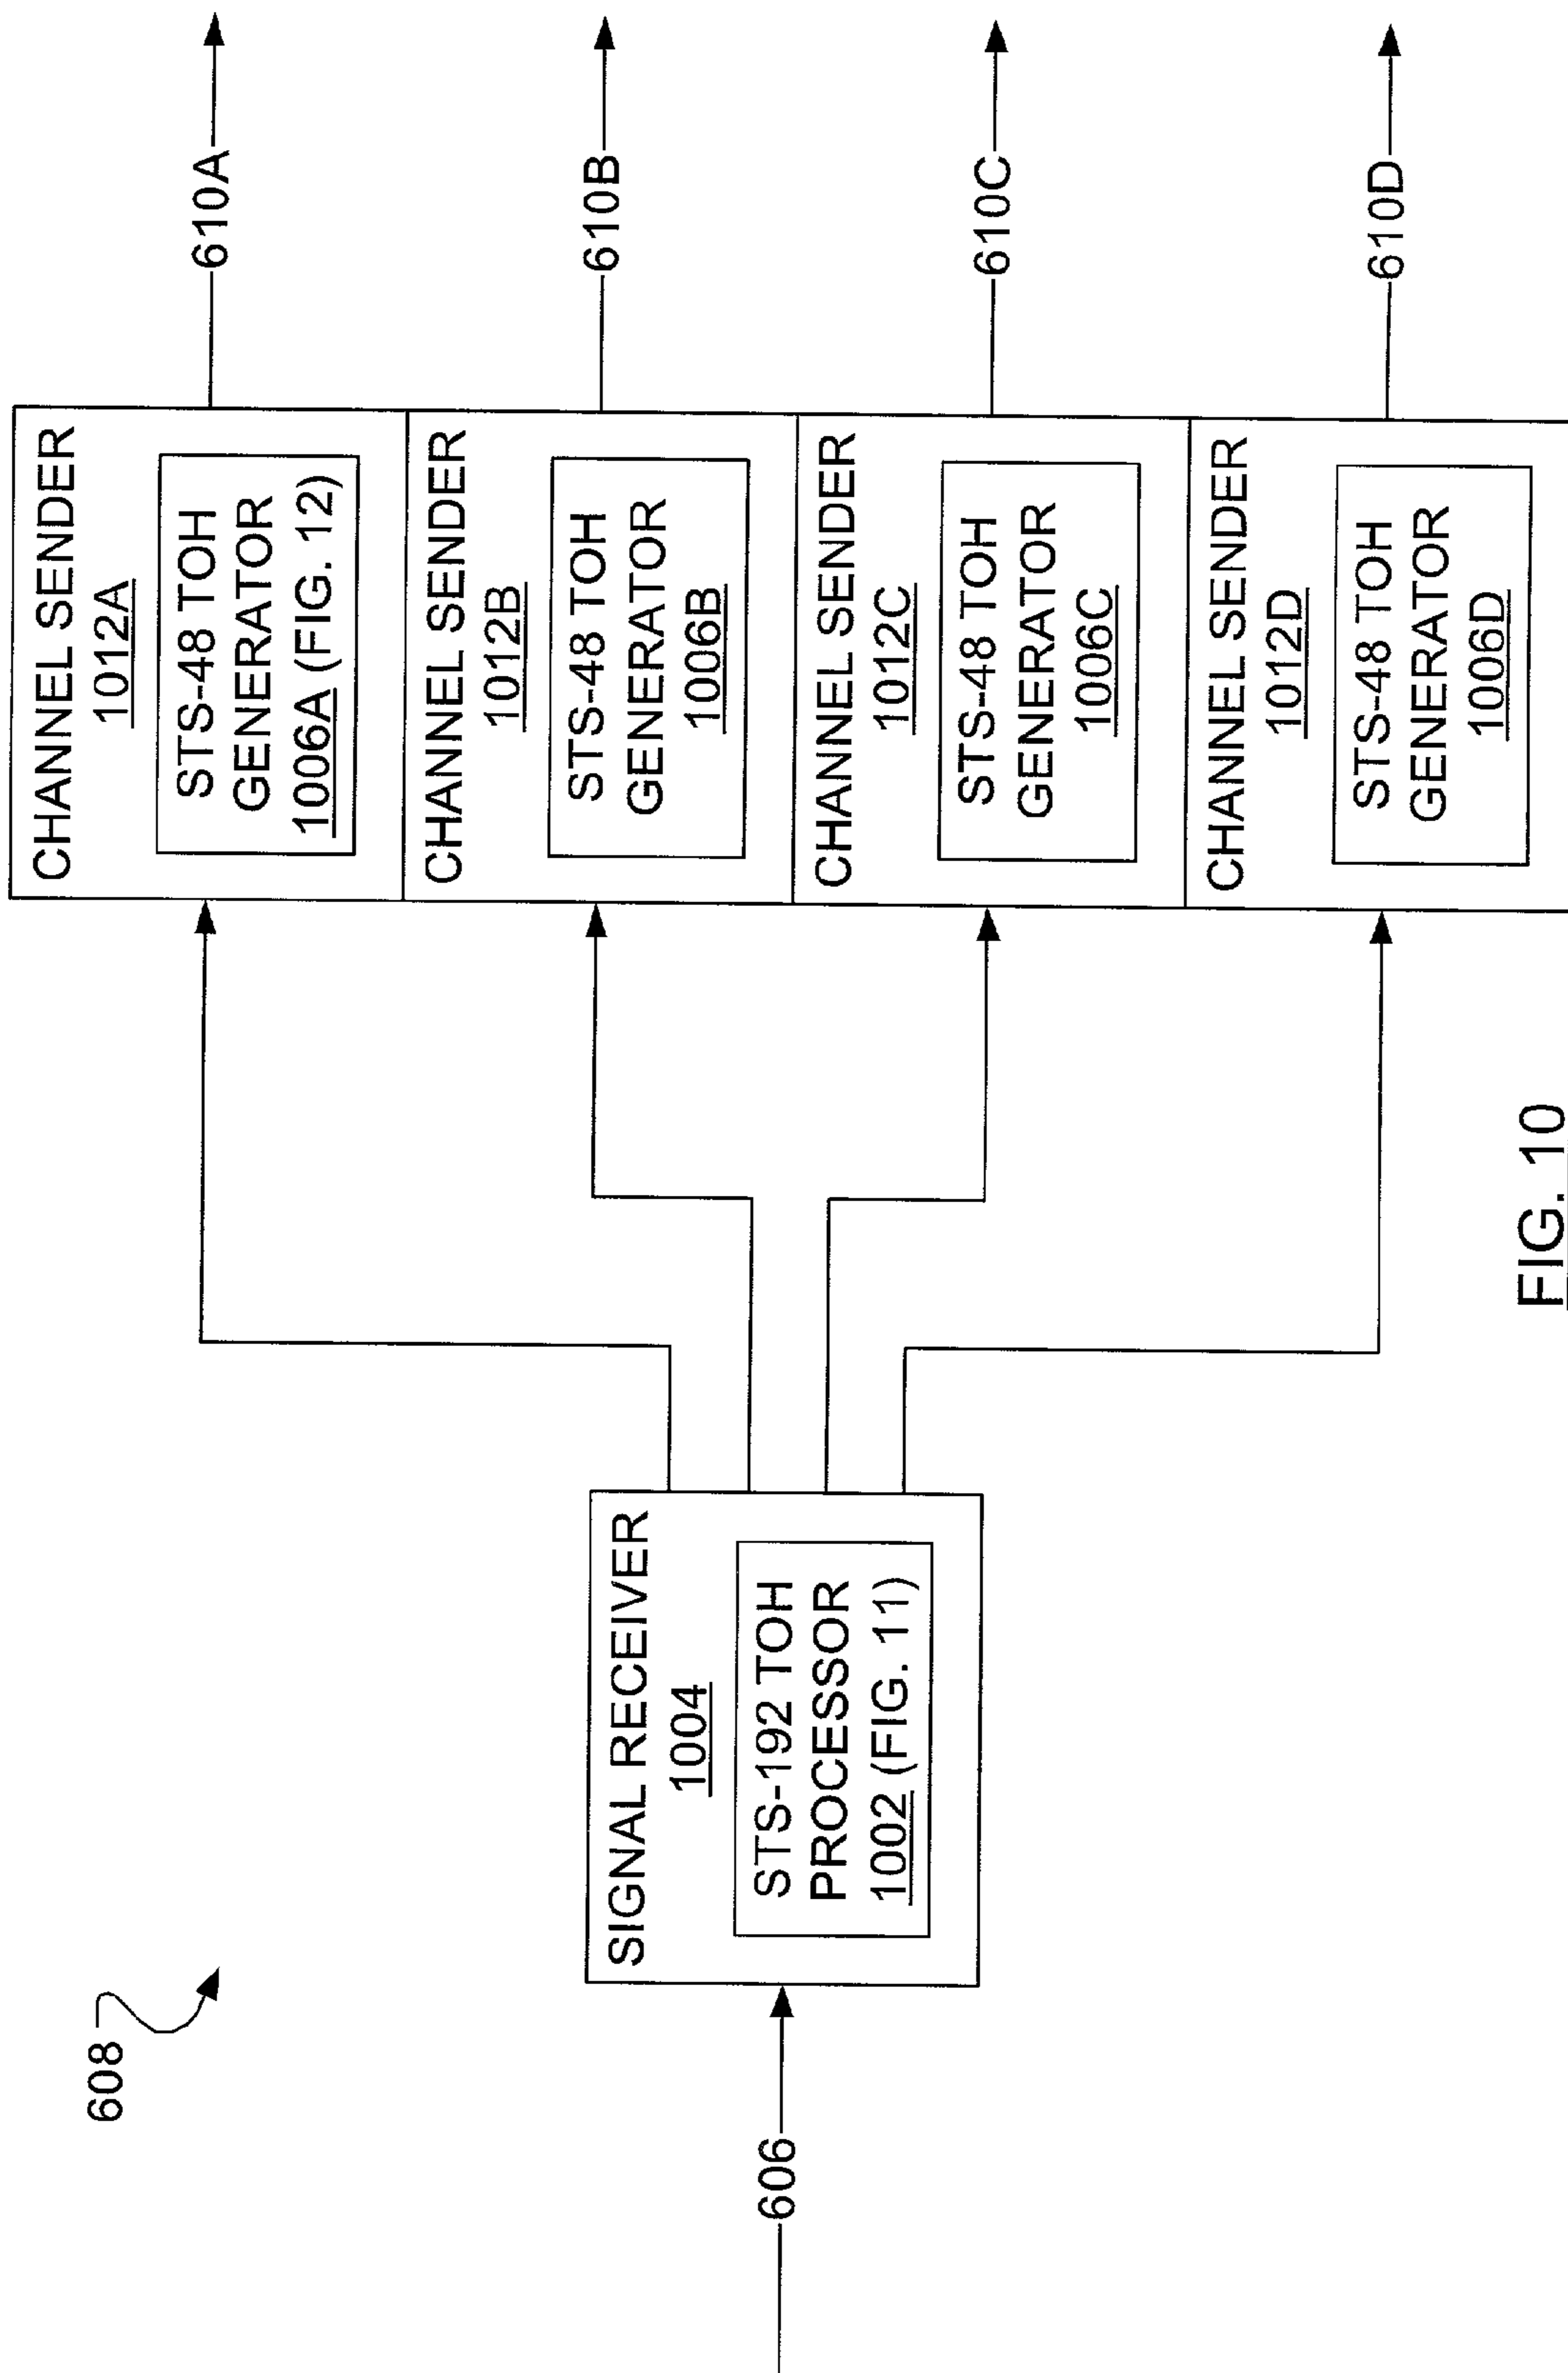 608
606
SIGNAL RECEIVER
1004
STS-192 TOH
PROCESSOR
1002 (FIG. 11)
CHANNEL SENDER
1012A
STS-48 TOH
GENERATOR
1006A (FIG. 12)
610A
CHANNEL SENDER
1012B
STS-48 TOH
GENERATOR
1006B
610B
CHANNEL SENDER
1012C
STS-48 TOH
GENERATOR
1006C
610C
CHANNEL SENDER
1012D
STS-48 TOH
GENERATOR
1006D
610D
FIG. 10